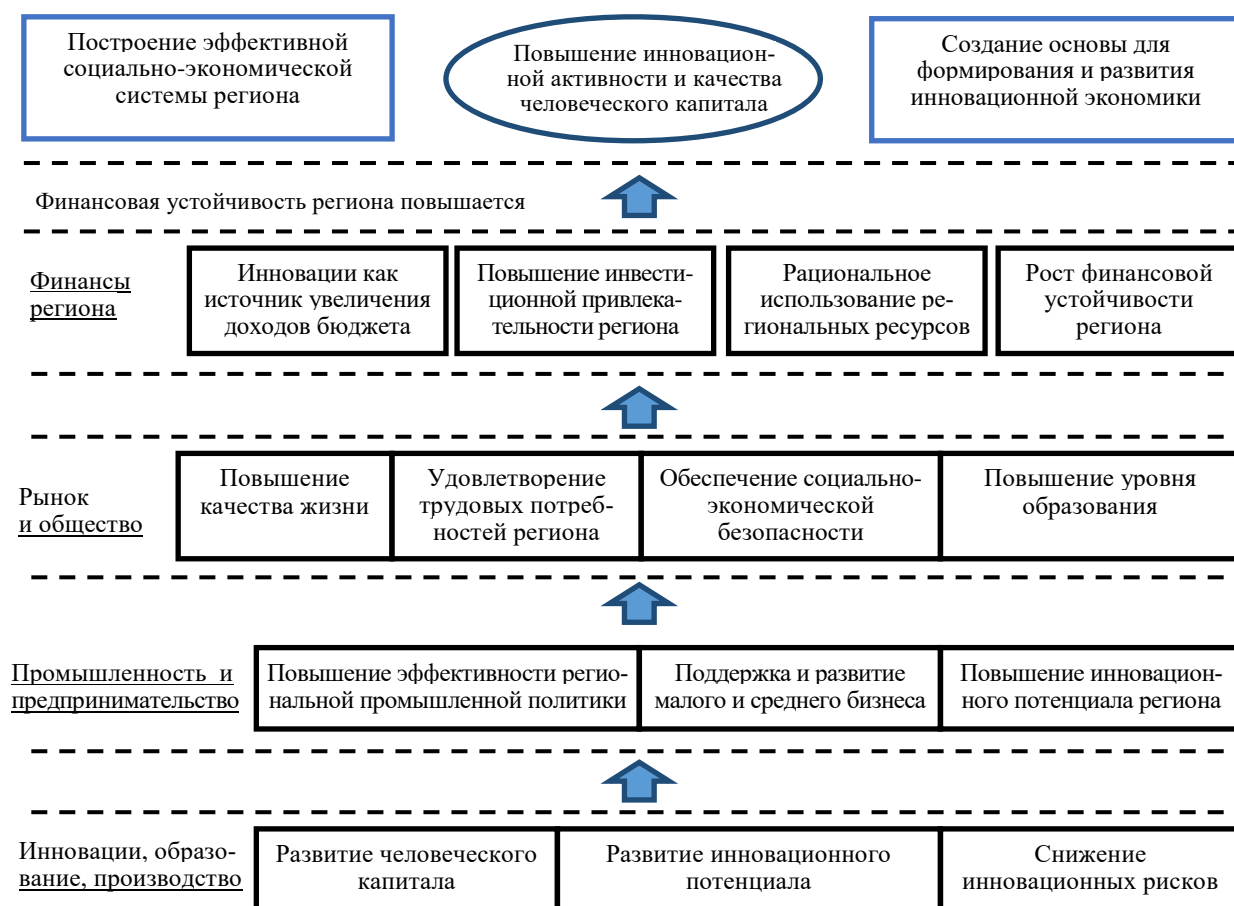 Построение эффективной
социально-экономической
системы региона
Повышение инновацион-
ной активности и качества
человеческого капитала
Создание основы для
формирования и развития
инновационной экономики
Финансовая устойчивость региона повышается
Финансы
региона
Инновации как
источник увеличения
доходов бюджета
Повышение инвести-
ционной привлека-
тельности региона
Рациональное
использование ре-
гиональных ресурсов
Рост финансовой
устойчивости
региона
Рынок
и общество
Повышение
качества жизни
Удовлетворение
трудовых потреб-
ностей региона
Обеспечение социально-
экономической
безопасности
Повышение уровня
образования
Промышленность и
предпринимательство
Повышение эффективности регио-
нальной промышленной политики
Поддержка и развитие
малого и среднего бизнеса
Повышение инновацион-
ного потенциала региона
Инновации, образо-
вание, производство
Развитие человеческого
капитала
Развитие инновационного
потенциала
Снижение
инновационных рисков